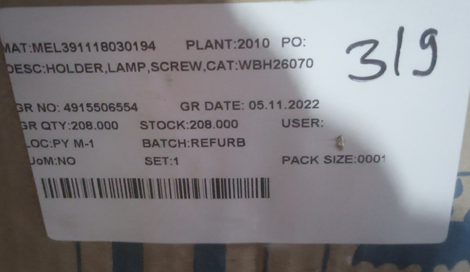 MAT:MEL391118030194 PLANT:2010 PO:
DESC:HOLDER,LAMP,SCREW,CAT:WBH26070
319
GR NO: 4915506554 GR DATE: 05.11.2022
GR QTY:208.000 STOCK:208.000 USER:
LOC:PY M-1 BATCH:REFURB
UoM:NO SET:1 PACK SIZE:0001